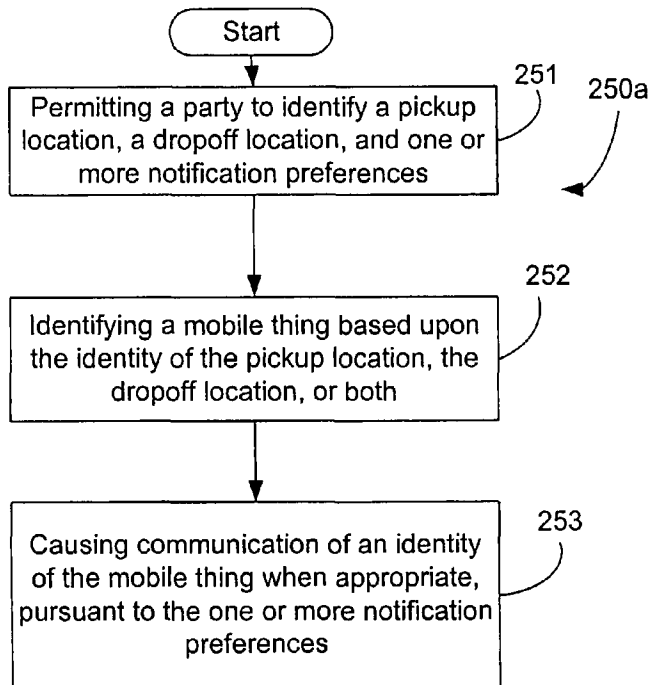 Start
251
250a
Permitting a party to identify a pickup
location, a dropoff location, and one or
more notification preferences
252
Identifying a mobile thing based upon
the identity of the pickup location, the
dropoff location, or both
253
Causing communication of an identity
of the mobile thing when appropriate,
pursuant to the one or more notification
preferences